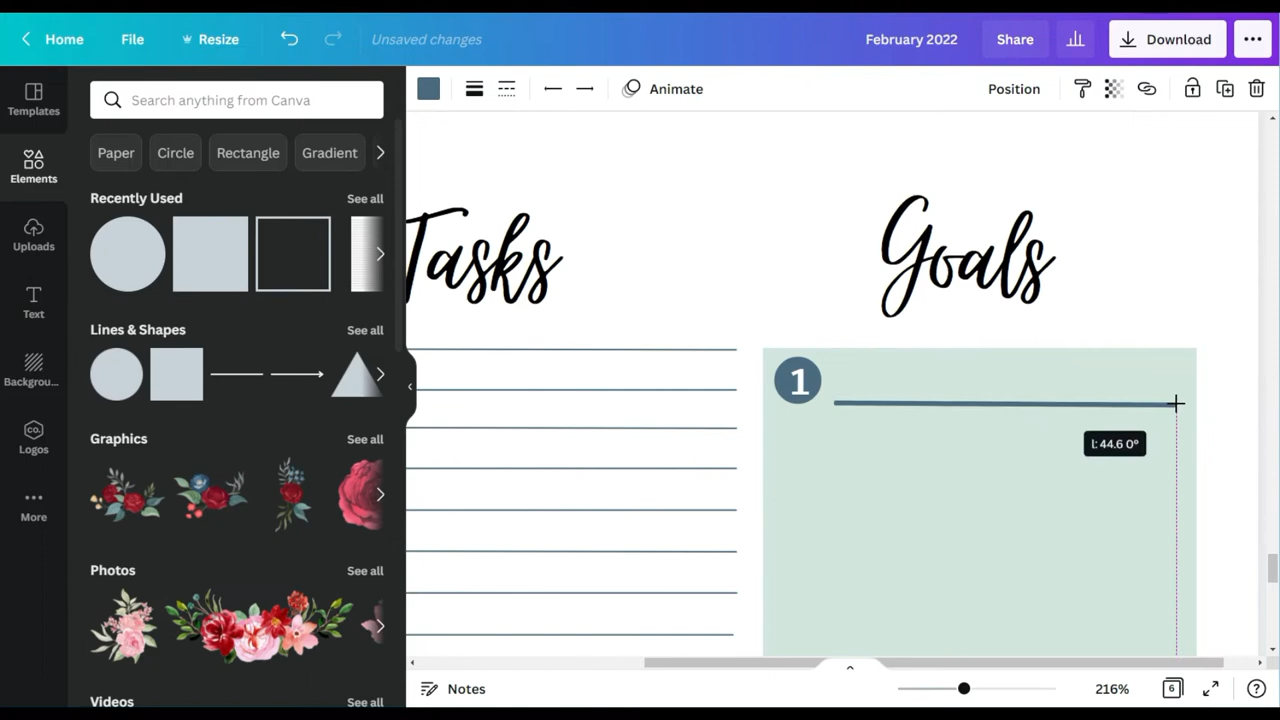 Home
File
Resize
Unsaved changes
February 2022
Share
Download
Templates
Elements
Uploads
Text
Backgrou...
Logos
More
Search anything from Canva
Paper
Circle
Rectangle
Gradient
Recently Used
See all
Lines & Shapes
See all
Graphics
See all
Photos
See all
Videos
See all
Animate
Position
Tasks
Goals
1
l: 44.6 0°
Notes
216%
6
?